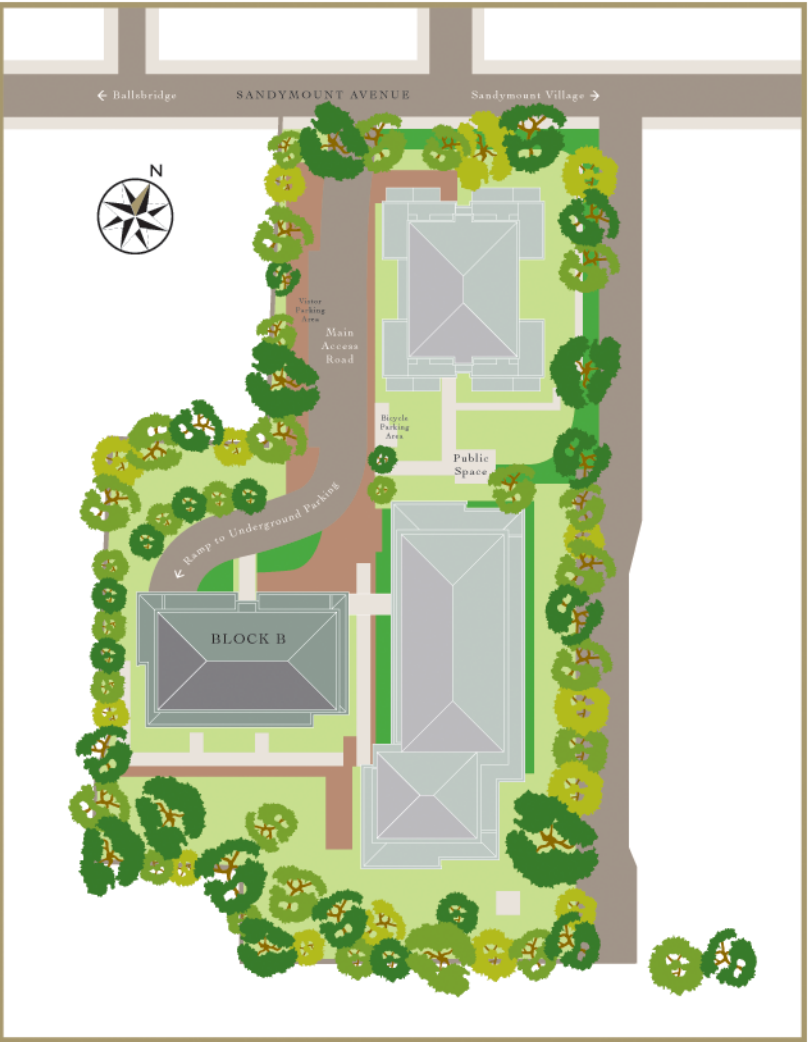 ← Ballsbridge
SANDYMOUNT AVENUE
Sandymount Village →
N
Vistor
Parking
Area
Main
Access
Road
Bicycle
Parking
Area
Public
Space
← Ramp to Underground Parking
BLOCK B